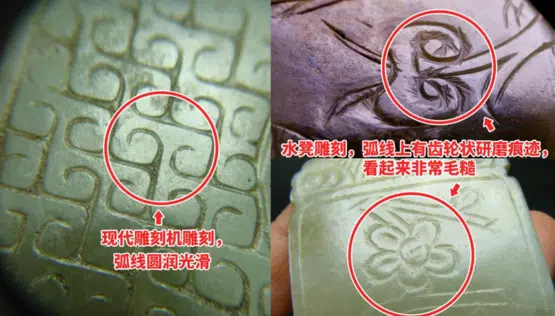 现代雕刻机雕刻，
弧线圆润光滑
水凳雕刻，弧线上有齿轮状研磨痕迹，
看起来非常毛糙